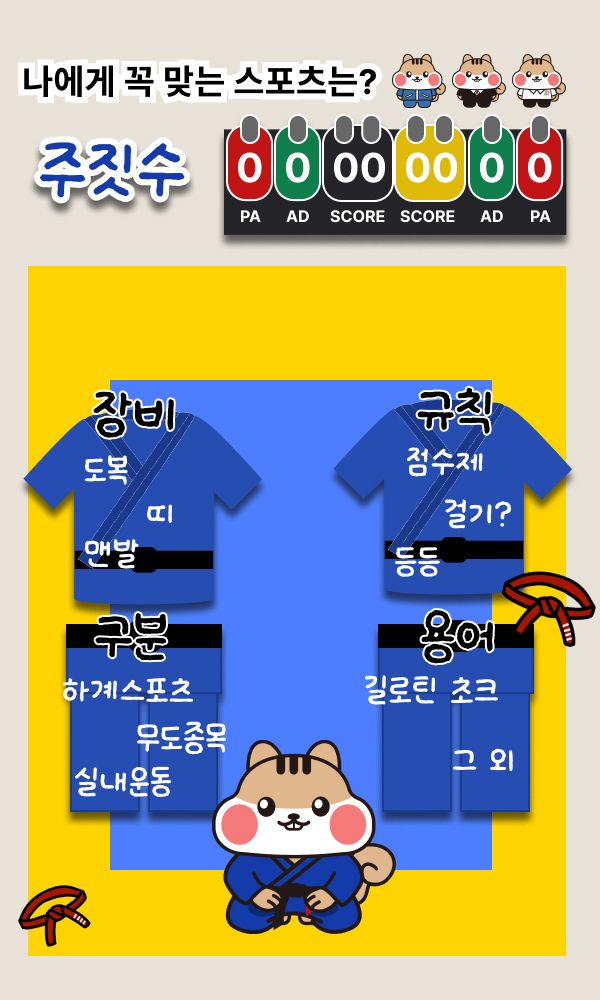 나에게 꼭 맞는 스포츠는?
주짓수
0 0 00 00 0 0
PA AD SCORE SCORE AD PA
장비
도복
띠
맨발
규칙
점수제
걸기?
등등
구분
하계스포츠
무도종목
실내운동
용어
길로틴 초크
그 외